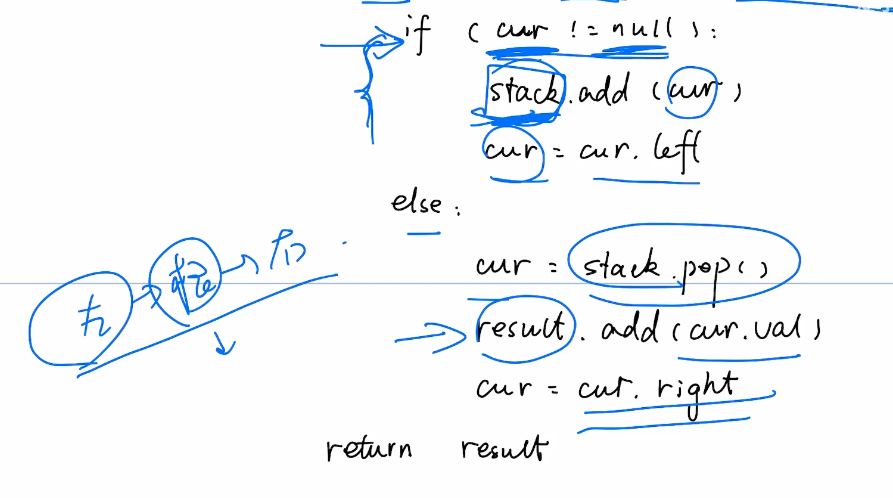 if ( cur != null ) :
stack.add (cur)
cur = cur. left
else :
cur = stack.pop()
左 中 右
result. add (cur.val)
cur = cur. right
return result